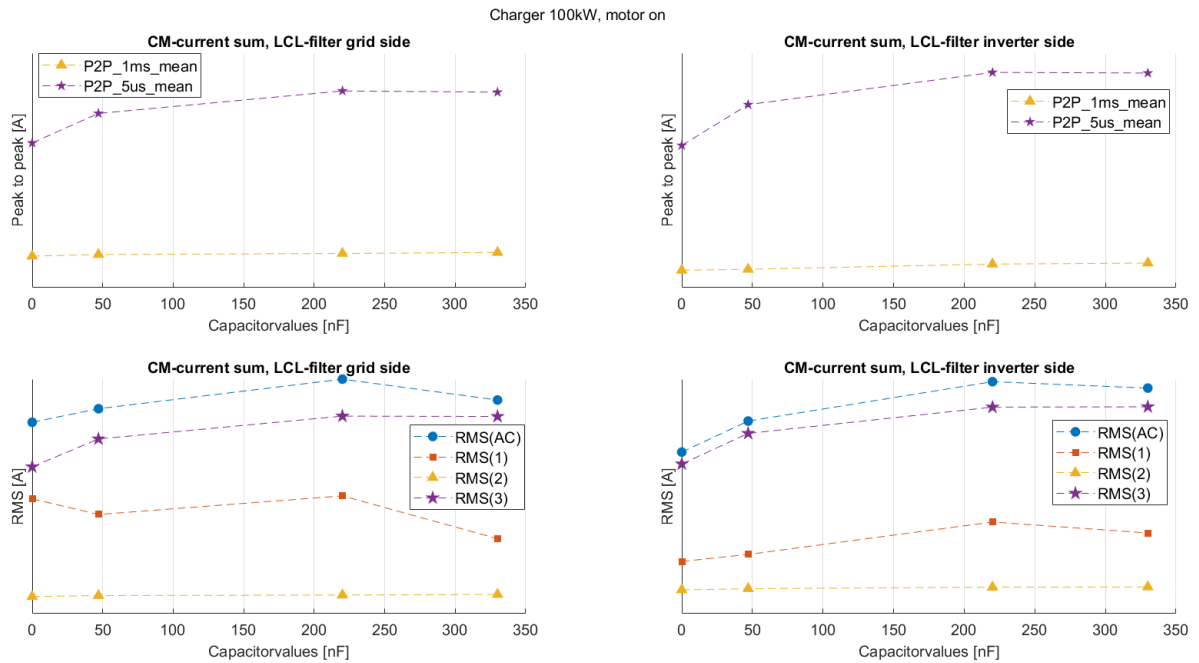 Charger 100kW, motor on
CM-current sum, LCL-filter grid side
P2P_1ms_mean
P2P_5us_mean
Peak to peak [A]
0 50 100 150 200 250 300 350
Capacitorvalues [nF]
CM-current sum, LCL-filter inverter side
P2P_1ms_mean
P2P_5us_mean
Peak to peak [A]
0 50 100 150 200 250 300 350
Capacitorvalues [nF]
CM-current sum, LCL-filter grid side
RMS(AC)
RMS(1)
RMS(2)
RMS(3)
RMS [A]
0 50 100 150 200 250 300 350
Capacitorvalues [nF]
CM-current sum, LCL-filter inverter side
RMS(AC)
RMS(1)
RMS(2)
RMS(3)
RMS [A]
0 50 100 150 200 250 300 350
Capacitorvalues [nF]